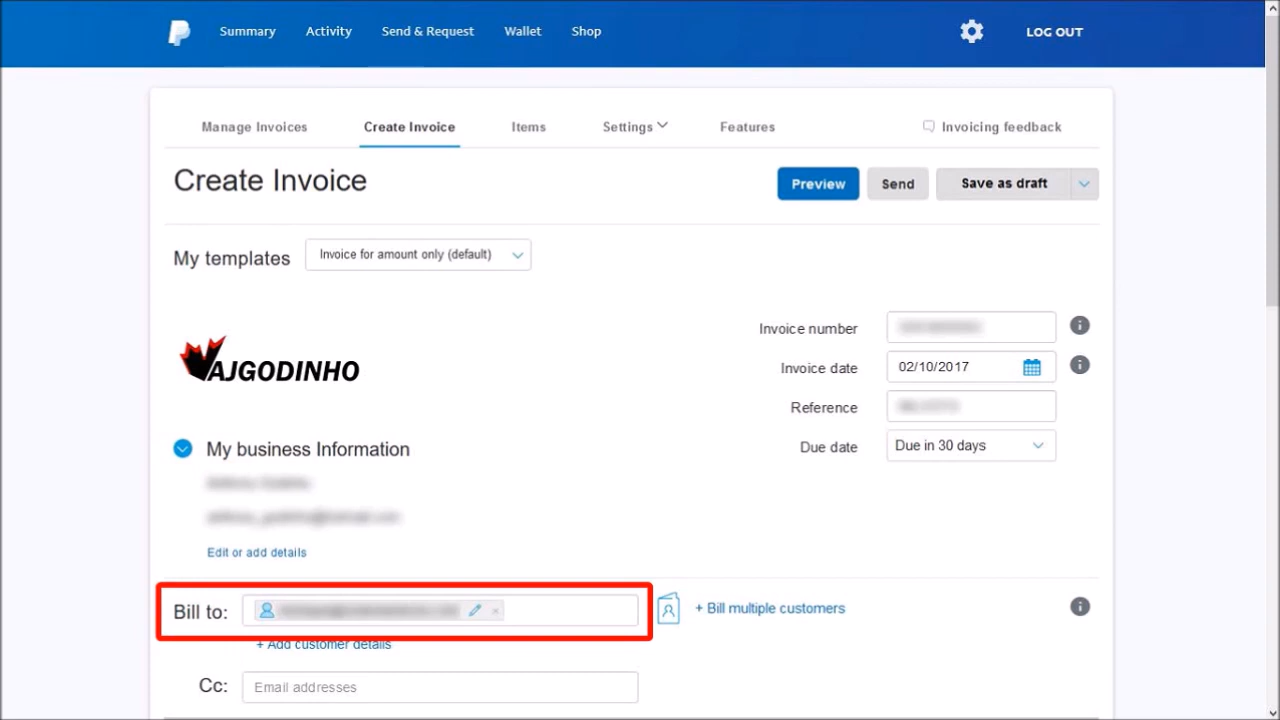 Summary Activity Send & Request Wallet Shop LOG OUT
Manage Invoices Create Invoice Items Settings Features Invoicing feedback
Create Invoice Preview Send Save as draft
My templates Invoice for amount only (default)
Invoice number
AJGODINHO
Invoice date 02/10/2017
Reference
Due date Due in 30 days
My business Information
Edit or add details
Bill to: + Bill multiple customers
+ Add customer details
Cc: Email addresses